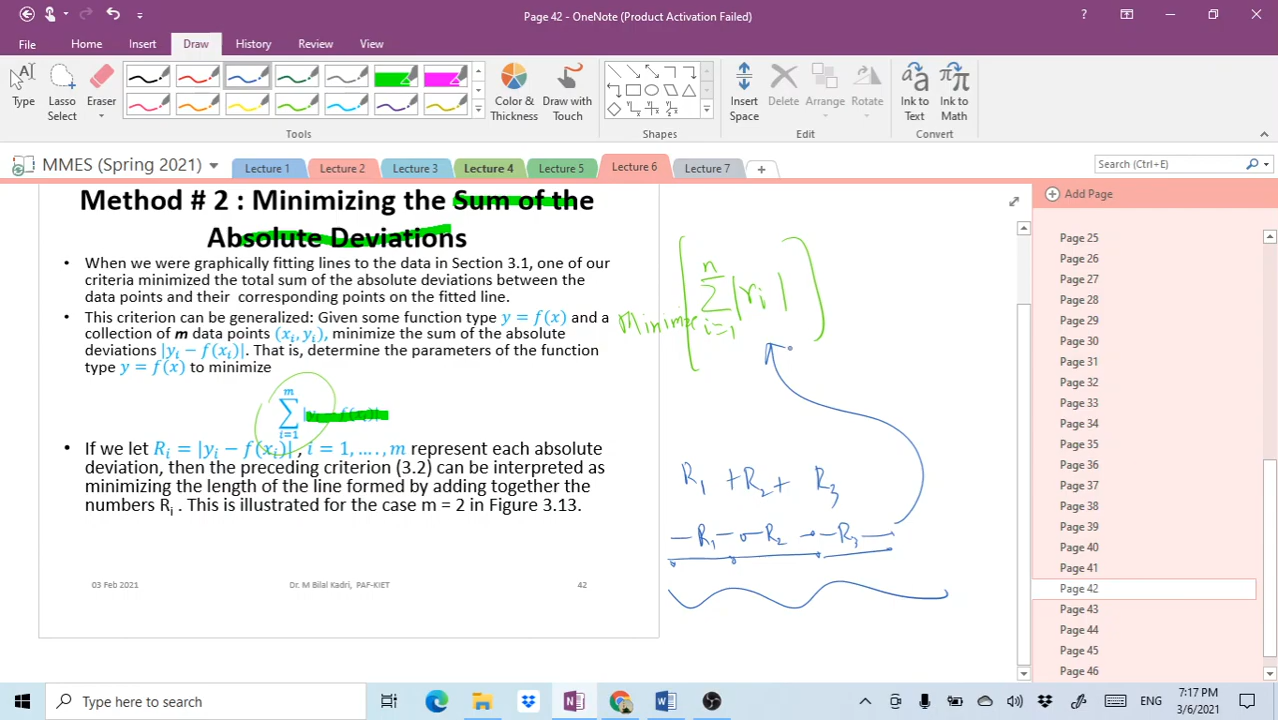 Page 42 - OneNote (Product Activation Failed)
File Home Insert Draw History Review View
Type
Lasso Select
Eraser
Color & Thickness
Draw with Touch
Insert Space
Delete
Arrange
Rotate
Ink to Text
Ink to Math
Tools
Shapes
Edit
Convert
MMES (Spring 2021)
Lecture 1
Lecture 2
Lecture 3
Lecture 4
Lecture 5
Lecture 6
Lecture 7
Search (Ctrl+E)
Method # 2 : Minimizing the Sum of the
Absolute Deviations
• When we were graphically fitting lines to the data in Section 3.1, one of our
criteria minimized the total sum of the absolute deviations between the
data points and their corresponding points on the fitted line.
• This criterion can be generalized: Given some function type y = f(x) and a
collection of m data points (xᵢ, yᵢ), minimize the sum of the absolute
deviations |yᵢ − f(xᵢ)|. That is, determine the parameters of the function
type y = f(x) to minimize
m
∑ |yᵢ − f(xᵢ)|
i=1
• If we let Rᵢ = |yᵢ − f(xᵢ)| , i = 1, … . , m represent each absolute
deviation, then the preceding criterion (3.2) can be interpreted as
minimizing the length of the line formed by adding together the
numbers Rᵢ . This is illustrated for the case m = 2 in Figure 3.13.
03 Feb 2021
Dr. M Bilal Kadri, PAF-KIET
42
n
Minimize ∑ |rᵢ|
i=1
R₁ + R₂ + R₃
R₁ R₂ R₃
Add Page
Page 25
Page 26
Page 27
Page 28
Page 29
Page 30
Page 31
Page 32
Page 33
Page 34
Page 35
Page 36
Page 37
Page 38
Page 39
Page 40
Page 41
Page 42
Page 43
Page 44
Page 45
Page 46
Type here to search
ENG
7:17 PM
3/6/2021